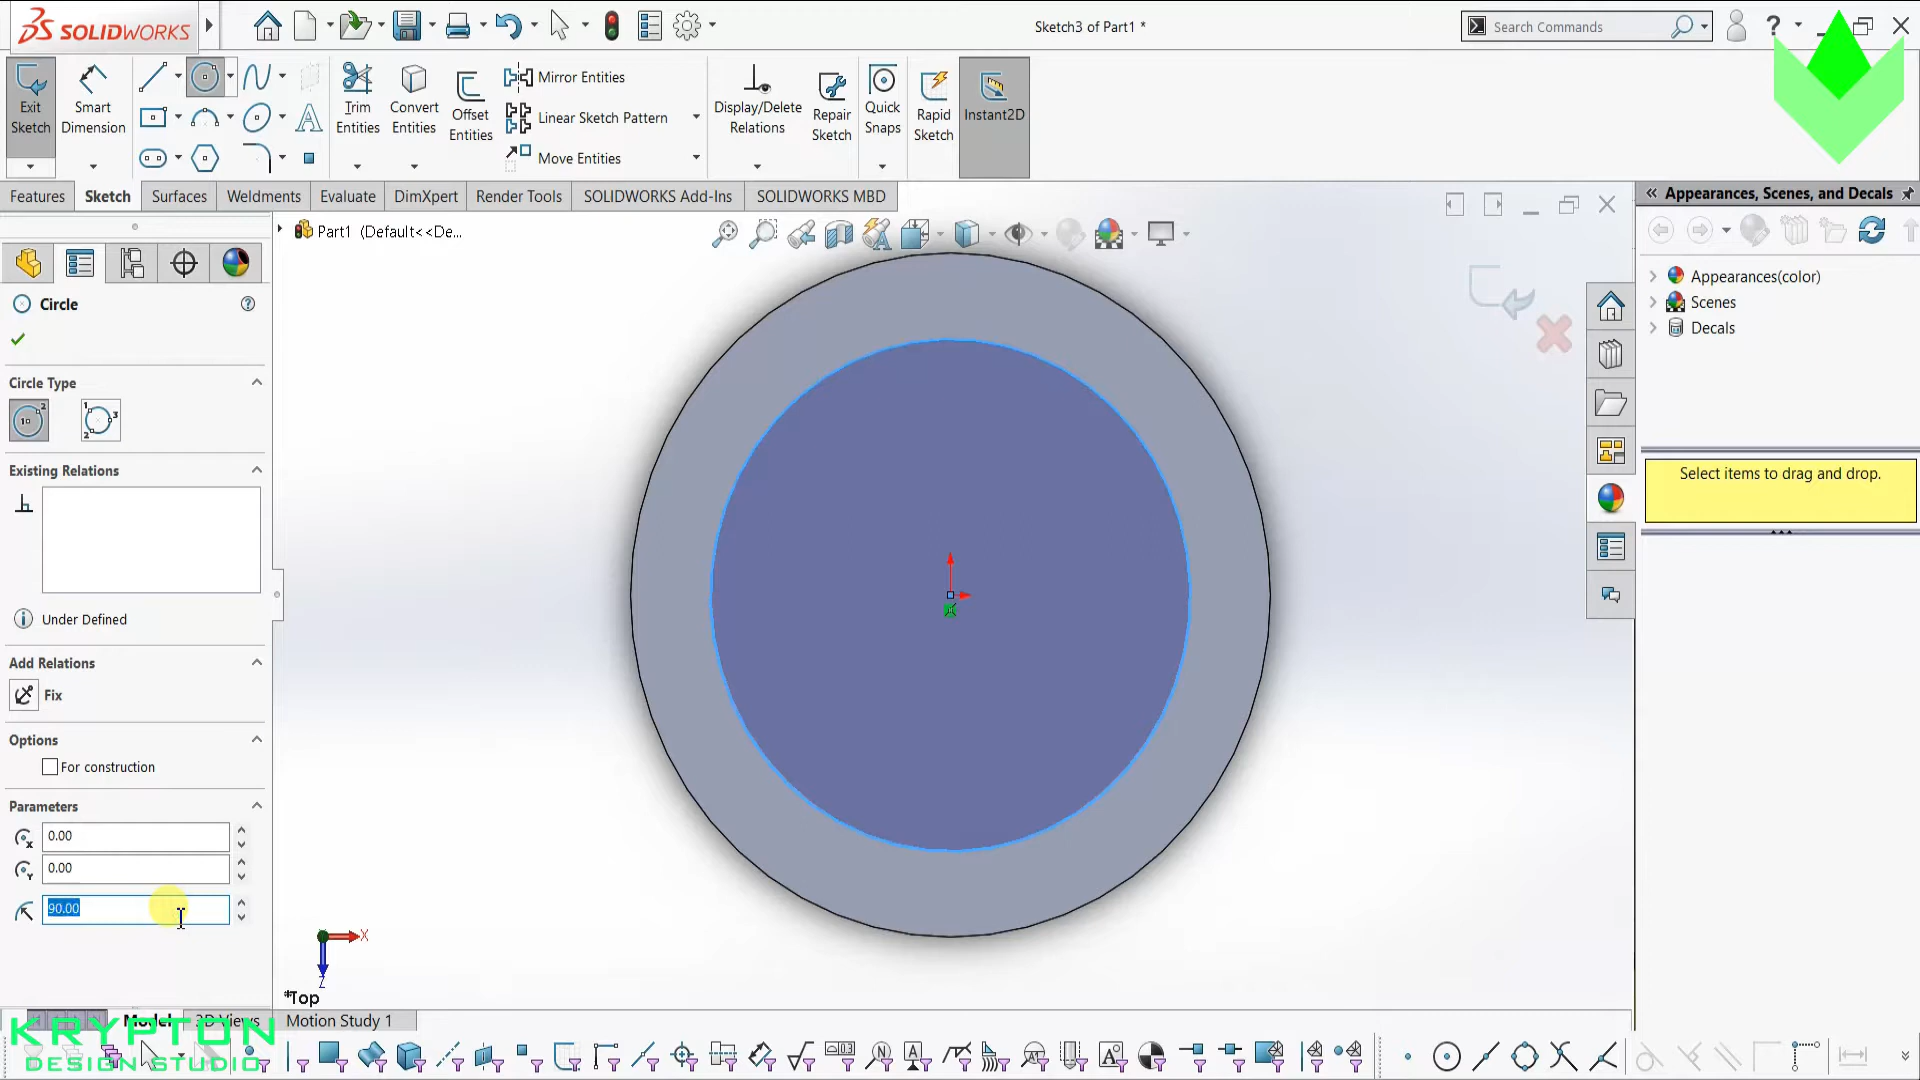 SOLIDWORKS
Sketch3 of Part1 *
Search Commands
Exit Sketch
Smart Dimension
Trim Entities
Convert Entities
Offset Entities
Mirror Entities
Linear Sketch Pattern
Move Entities
Display/Delete Relations
Repair Sketch
Quick Snaps
Rapid Sketch
Instant2D
Features
Sketch
Surfaces
Weldments
Evaluate
DimXpert
Render Tools
SOLIDWORKS Add-Ins
SOLIDWORKS MBD
Part1 (Default<<De...
Appearances, Scenes, and Decals
Appearances(color)
Scenes
Decals
Select items to drag and drop.
Circle
Circle Type
Existing Relations
Under Defined
Add Relations
Fix
Options
For construction
Parameters
0.00
0.00
90.00
X
Z
*Top
Model
3D Views
Motion Study 1
KRYPTON
DESIGN STUDIO